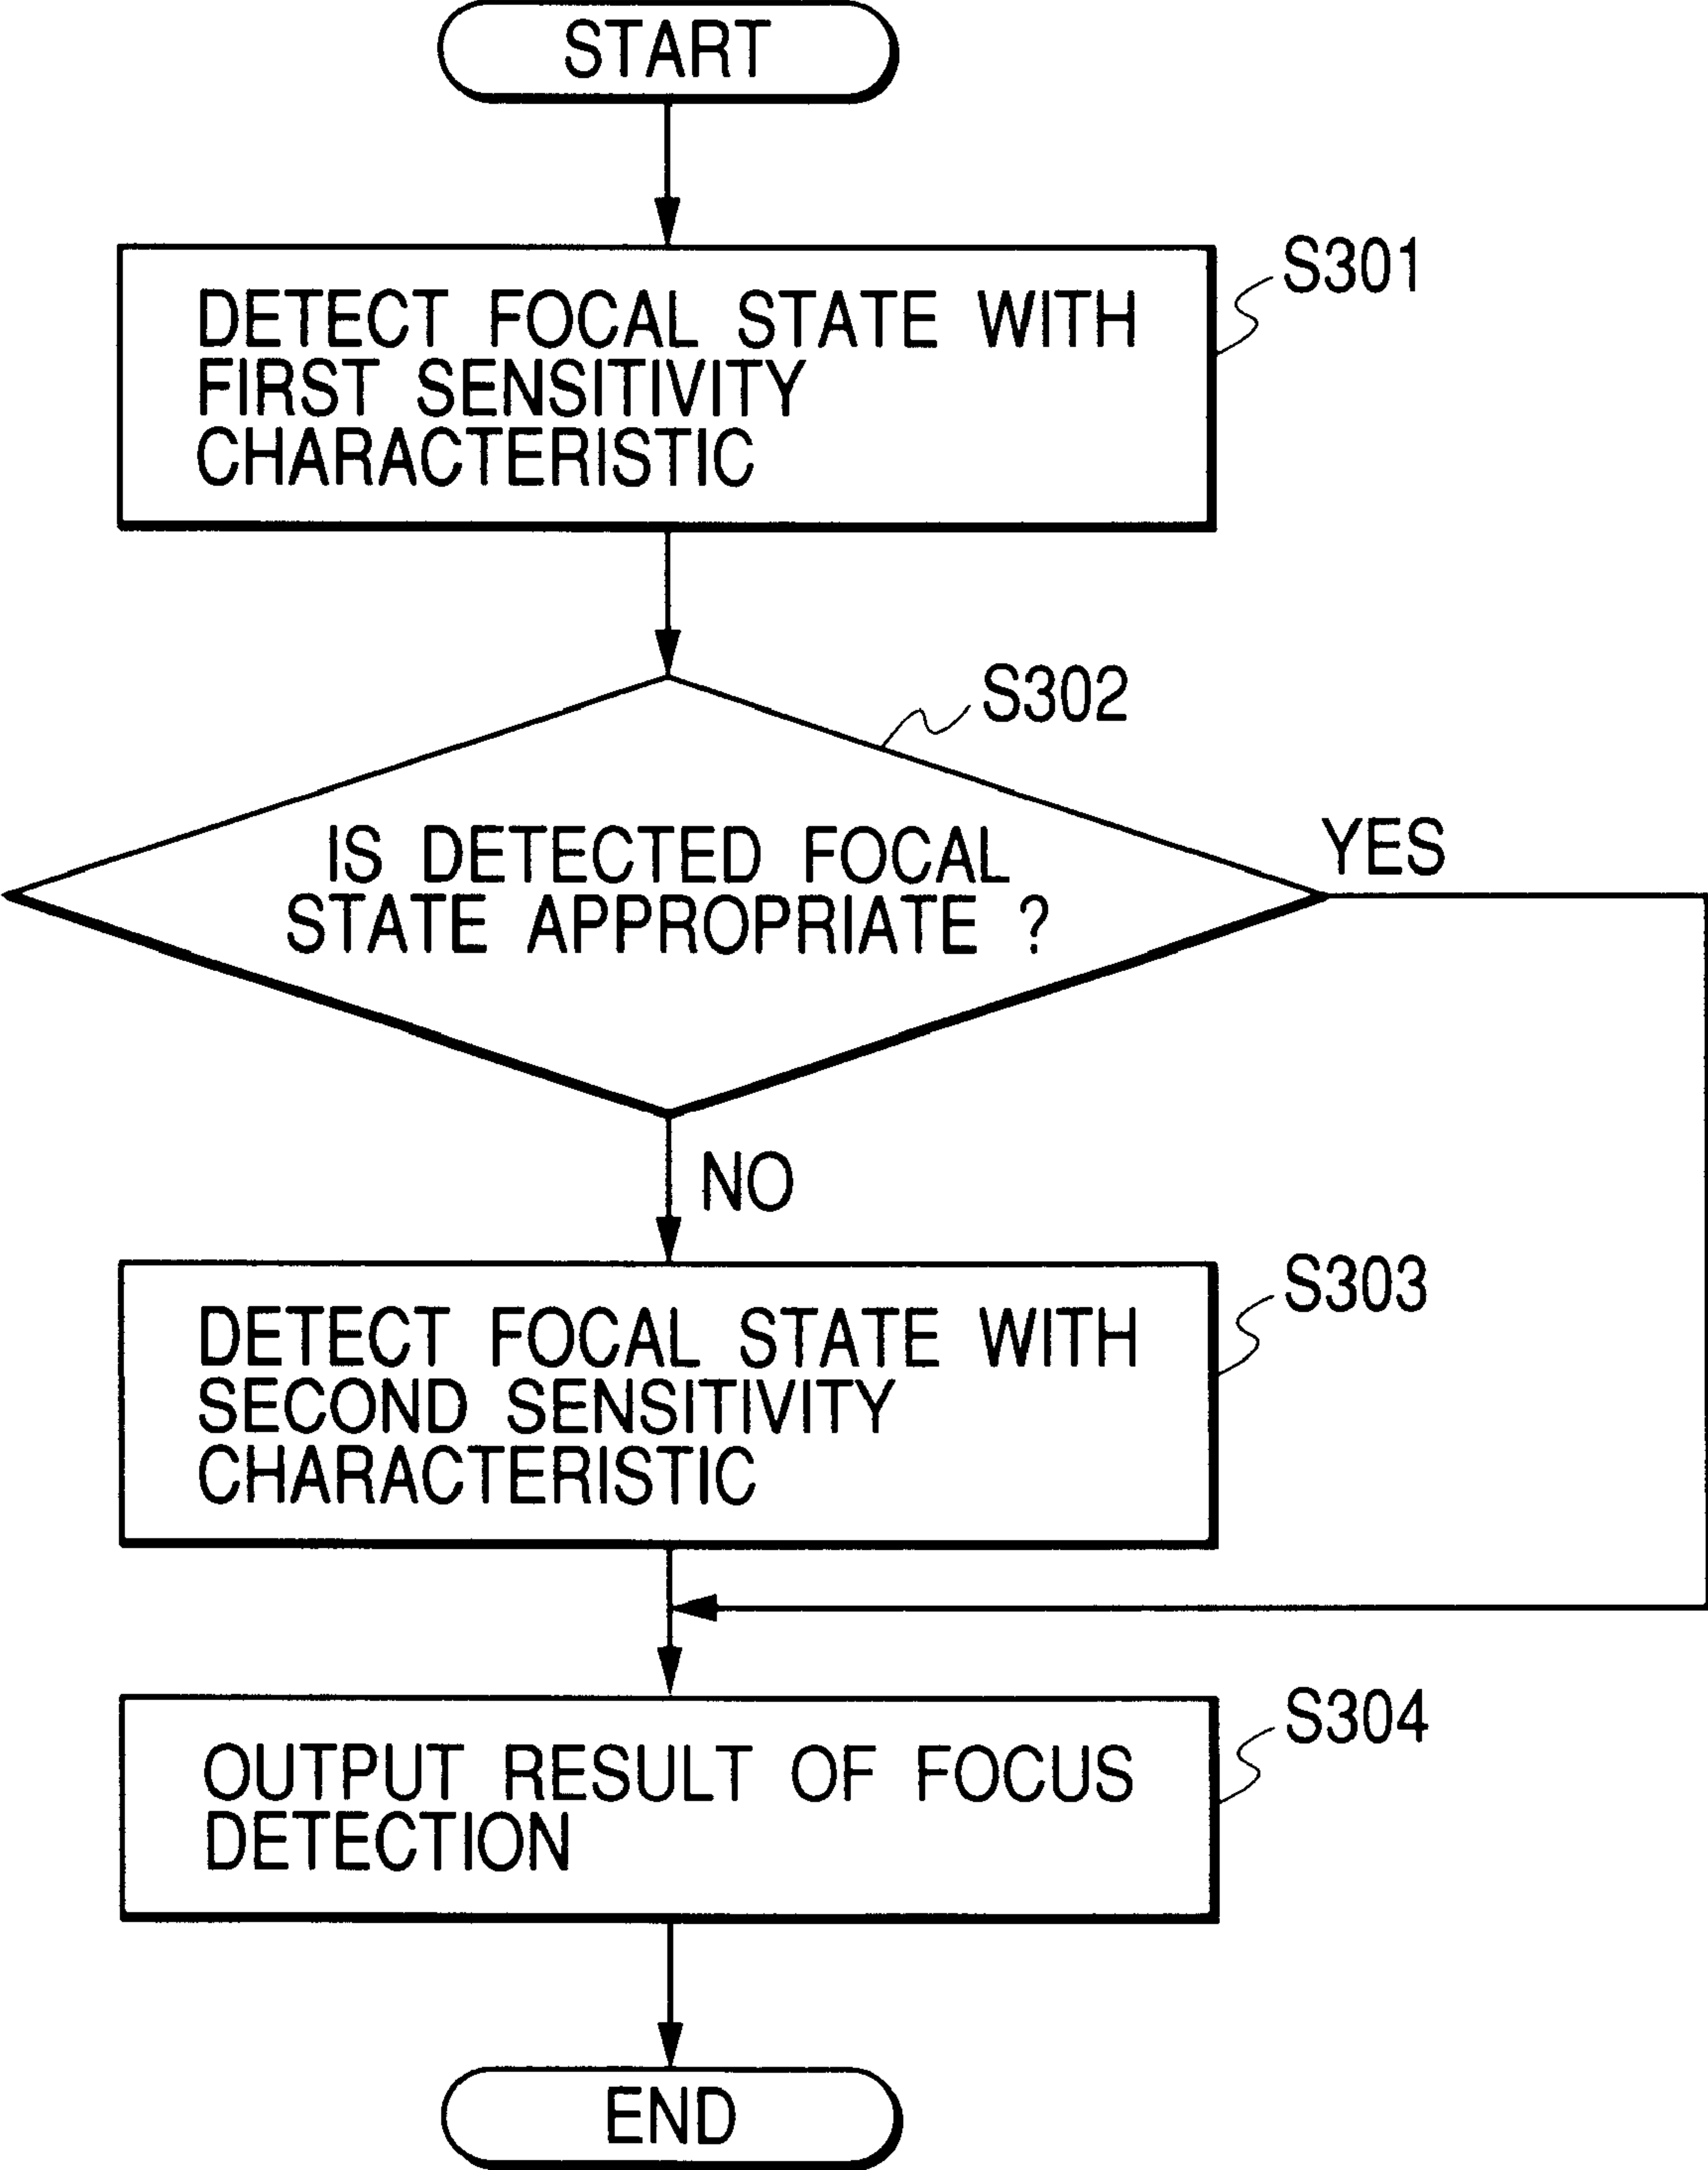 START
S301
DETECT FOCAL STATE WITH
FIRST SENSITIVITY
CHARACTERISTIC
S302
IS DETECTED FOCAL
STATE APPROPRIATE ?
YES
NO
S303
DETECT FOCAL STATE WITH
SECOND SENSITIVITY
CHARACTERISTIC
S304
OUTPUT RESULT OF FOCUS
DETECTION
END